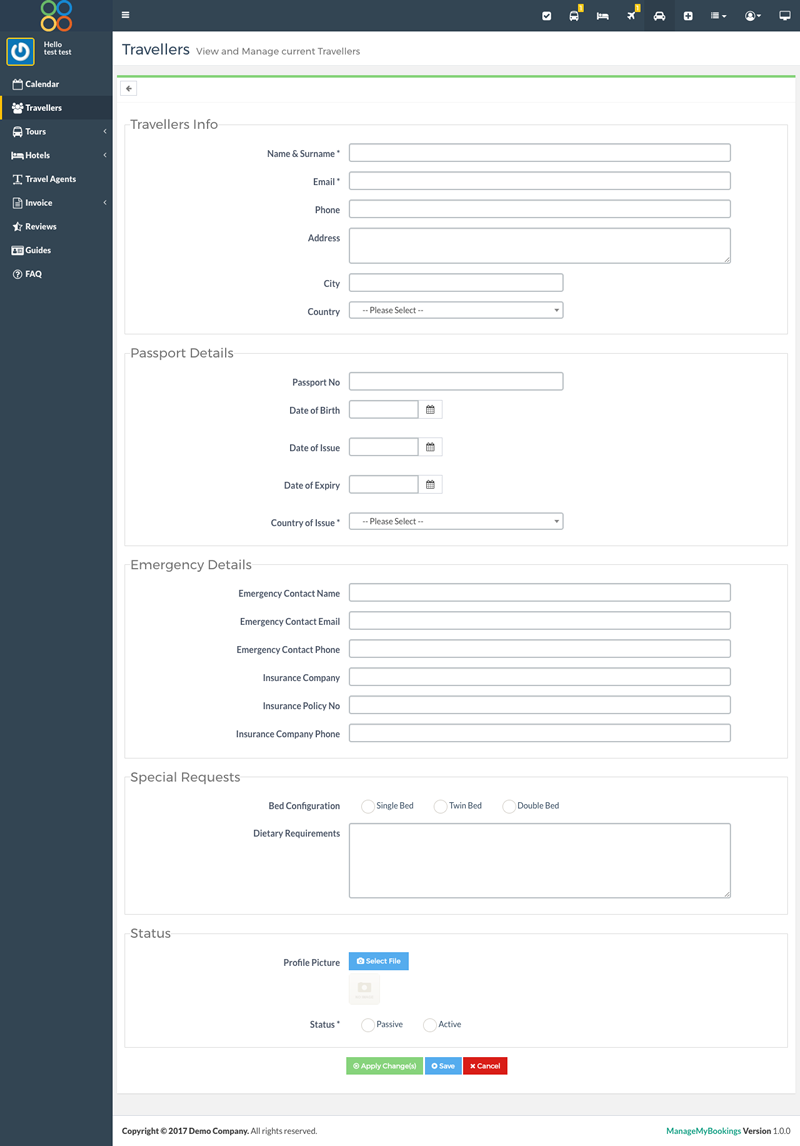 Hello
test test
1
1
Calendar
Travellers
Tours
Hotels
Travel Agents
Invoice
Reviews
Guides
FAQ
Travellers View and Manage current Travellers
Travellers Info
Name & Surname *
Email *
Phone
Address
City
Country -- Please Select --
Passport Details
Passport No
Date of Birth
Date of Issue
Date of Expiry
Country of Issue * -- Please Select --
Emergency Details
Emergency Contact Name
Emergency Contact Email
Emergency Contact Phone
Insurance Company
Insurance Policy No
Insurance Company Phone
Special Requests
Bed Configuration Single Bed Twin Bed Double Bed
Dietary Requirements
Status
Profile Picture Select File
Status * Passive Active
Apply Change(s) Save Cancel
Copyright © 2017 Demo Company. All rights reserved. ManageMyBookings Version 1.0.0